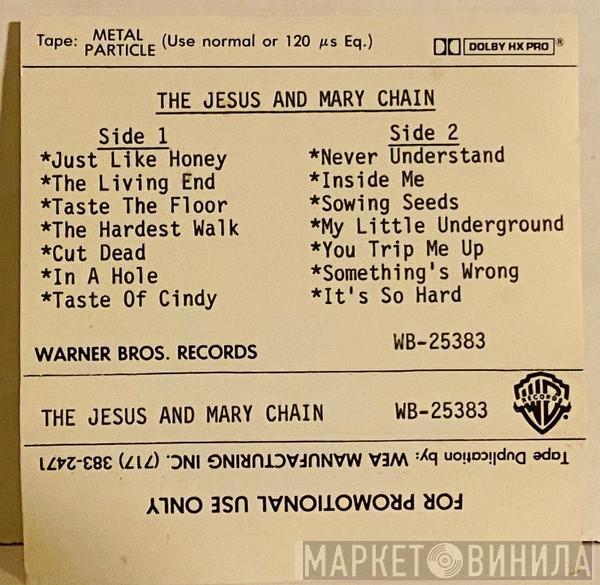 Tape: METAL PARTICLE (Use normal or 120 µs Eq.)
DOLBY HX PRO®
THE JESUS AND MARY CHAIN
Side 1
*Just Like Honey
*The Living End
*Taste The Floor
*The Hardest Walk
*Cut Dead
*In A Hole
*Taste Of Cindy
Side 2
*Never Understand
*Inside Me
*Sowing Seeds
*My Little Underground
*You Trip Me Up
*Something's Wrong
*It's So Hard
WARNER BROS. RECORDS
WB-25383
THE JESUS AND MARY CHAIN
WB-25383
WB RECORDS
Tape Duplication by: WEA MANUFACTURING INC. (717) 383-2471
FOR PROMOTIONAL USE ONLY
МАРКЕТ ВИНИЛА